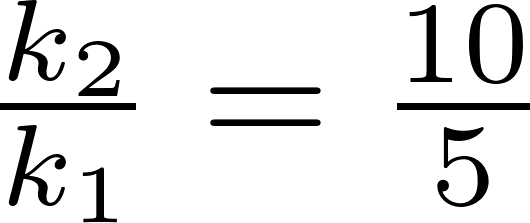 k₂/k₁ = 10/5